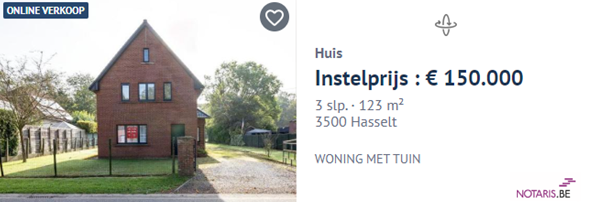 ONLINE VERKOOP
Huis
Instelprijs : € 150.000
3 slp. · 123 m²
3500 Hasselt
WONING MET TUIN
NOTARIS.BE